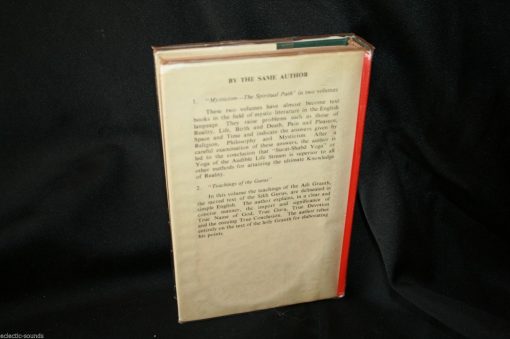 BY THE SAME AUTHOR
1. "Mysticism—The Spiritual Path" in two volumes
These two volumes have almost become text
books in the field of mystic literature in the English
language. They raise problems such as those of
Reality, Life, Birth and Death, Pain and Pleasure,
Space and Time and indicate the answers given by
Religion, Philosophy and Mysticism. After a
careful examination of these answers, the author is
led to the conclusion that "Surat-Shabd Yoga" or
Yoga of the Audible Life Stream is superior to all
other methods for attaining the ultimate Knowledge
of Reality.
2. "Teachings of the Gurus"
In this volume the teachings of the Adi Granth,
the sacred text of the Sikh Gurus, are delineated in
simple English. The author explains, in a clear and
concise manner, the import and significance of
True Name of God, True Guru, True Devotion
and the ensuing True Conclusion. The author relies
entirely on the text of the holy Granth for elaborating
his points.
eclectic-sounds